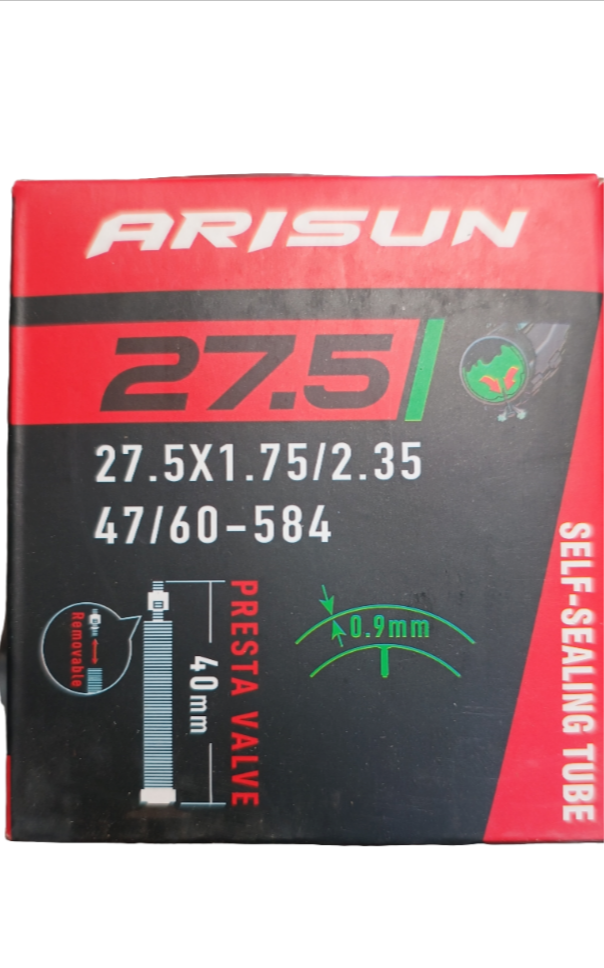 ARISUN
27.5
27.5X1.75/2.35
47/60-584
SELF-SEALING TUBE
Removable
40mm
PRESTA VALVE
0.9mm